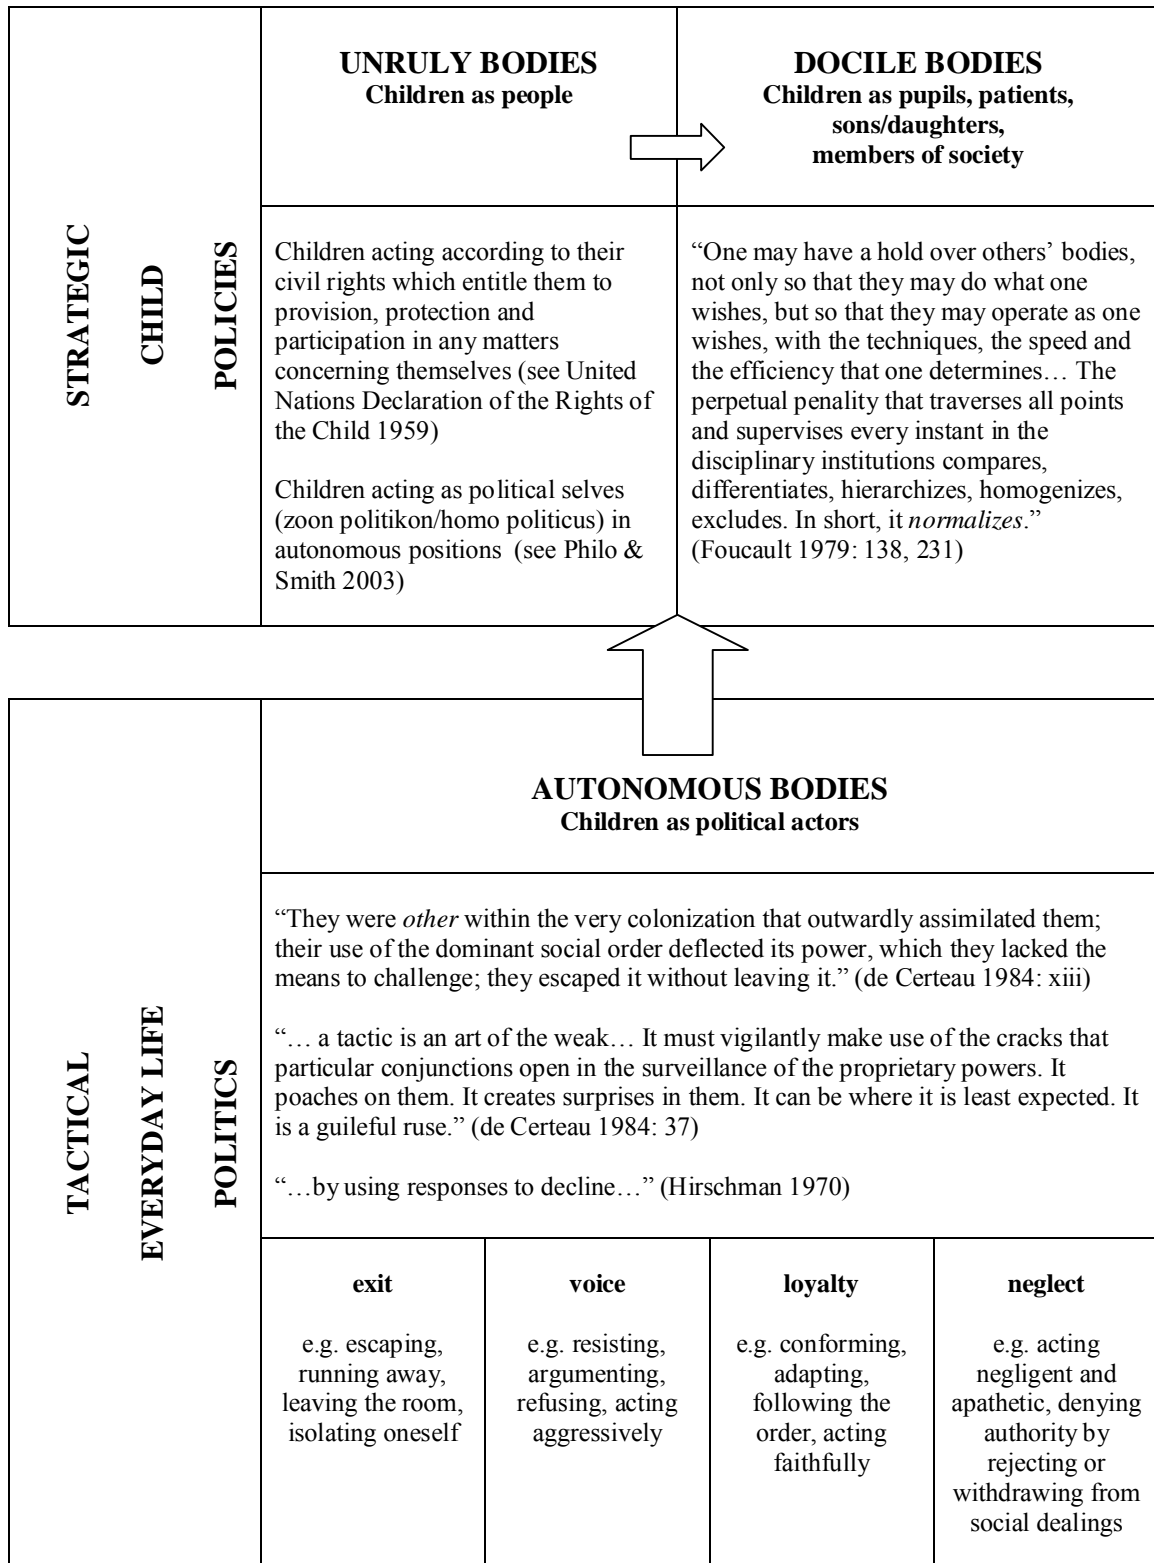 STRATEGIC
CHILD
POLICIES
UNRULY BODIES
Children as people
DOCILE BODIES
Children as pupils, patients,
sons/daughters,
members of society
Children acting according to their
civil rights which entitle them to
provision, protection and
participation in any matters
concerning themselves (see United
Nations Declaration of the Rights of
the Child 1959)
Children acting as political selves
(zoon politikon/homo politicus) in
autonomous positions  (see Philo &
Smith 2003)
“One may have a hold over others’ bodies,
not only so that they may do what one
wishes, but so that they may operate as one
wishes, with the techniques, the speed and
the efficiency that one determines… The
perpetual penality that traverses all points
and supervises every instant in the
disciplinary institutions compares,
differentiates, hierarchizes, homogenizes,
excludes. In short, it normalizes.”
(Foucault 1979: 138, 231)
TACTICAL
EVERYDAY LIFE
POLITICS
AUTONOMOUS BODIES
Children as political actors
“They were other within the very colonization that outwardly assimilated them;
their use of the dominant social order deflected its power, which they lacked the
means to challenge; they escaped it without leaving it.” (de Certeau 1984: xiii)
“… a tactic is an art of the weak… It must vigilantly make use of the cracks that
particular conjunctions open in the surveillance of the proprietary powers. It
poaches on them. It creates surprises in them. It can be where it is least expected. It
is a guileful ruse.” (de Certeau 1984: 37)
“…by using responses to decline…” (Hirschman 1970)
exit
e.g. escaping,
running away,
leaving the room,
isolating oneself
voice
e.g. resisting,
argumenting,
refusing, acting
aggressively
loyalty
e.g. conforming,
adapting,
following the
order, acting
faithfully
neglect
e.g. acting
negligent and
apathetic, denying
authority by
rejecting or
withdrawing from
social dealings